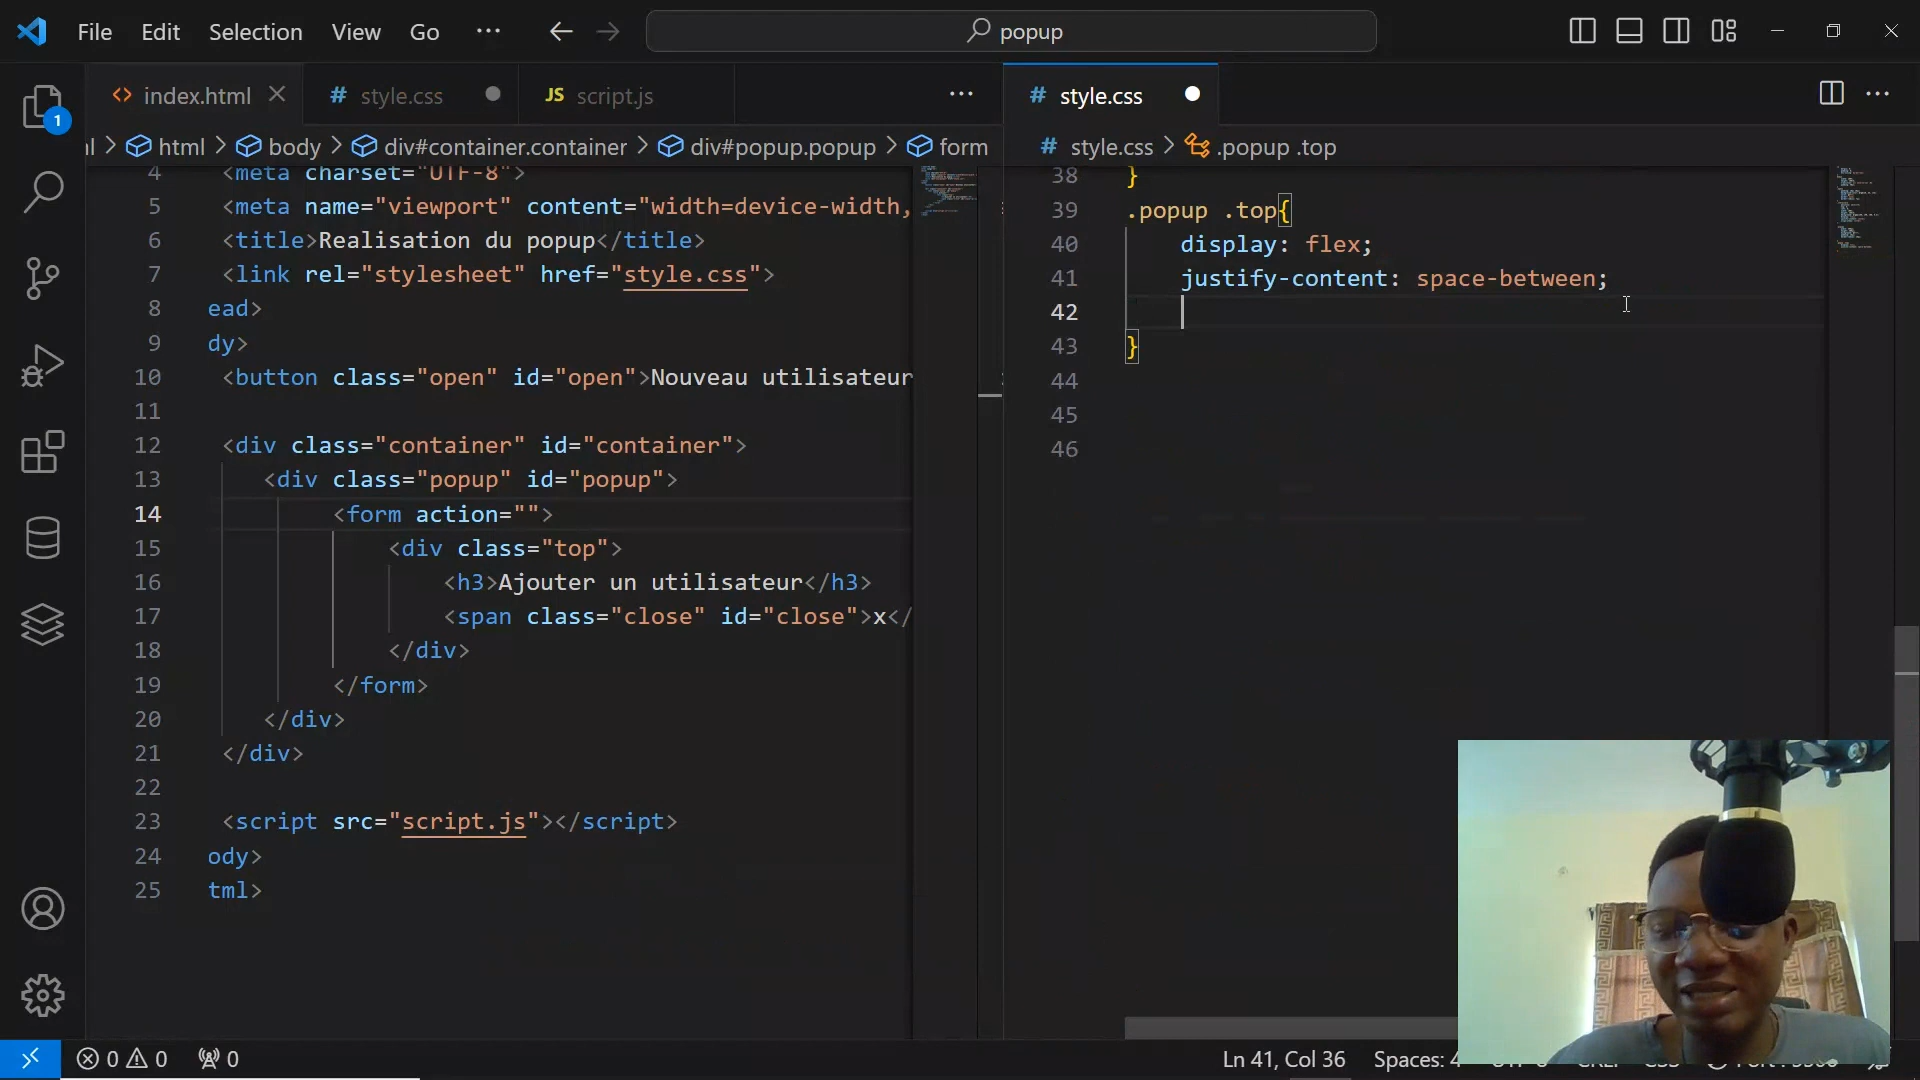 File Edit Selection View Go ··· popup
1
index.html style.css JS script.js ···
html > body > div#container.container > div#popup.popup > form
4 <meta charset="UTF-8">
5 <meta name="viewport" content="width=device-width,
6 <title>Realisation du popup</title>
7 <link rel="stylesheet" href="style.css">
8 ead>
9 dy>
10 <button class="open" id="open">Nouveau utilisateur
11
12 <div class="container" id="container">
13 <div class="popup" id="popup">
14 <form action="">
15 <div class="top">
16 <h3>Ajouter un utilisateur</h3>
17 <span class="close" id="close">x</
18 </div>
19 </form>
20 </div>
21 </div>
22
23 <script src="script.js"></script>
24 ody>
25 tml>
# style.css ···
# style.css > .popup .top
38 }
39 .popup .top{
40 display: flex;
41 justify-content: space-between;
42
43 }
44
45
46
0 0 0 Ln 41, Col 36 Spaces: 4